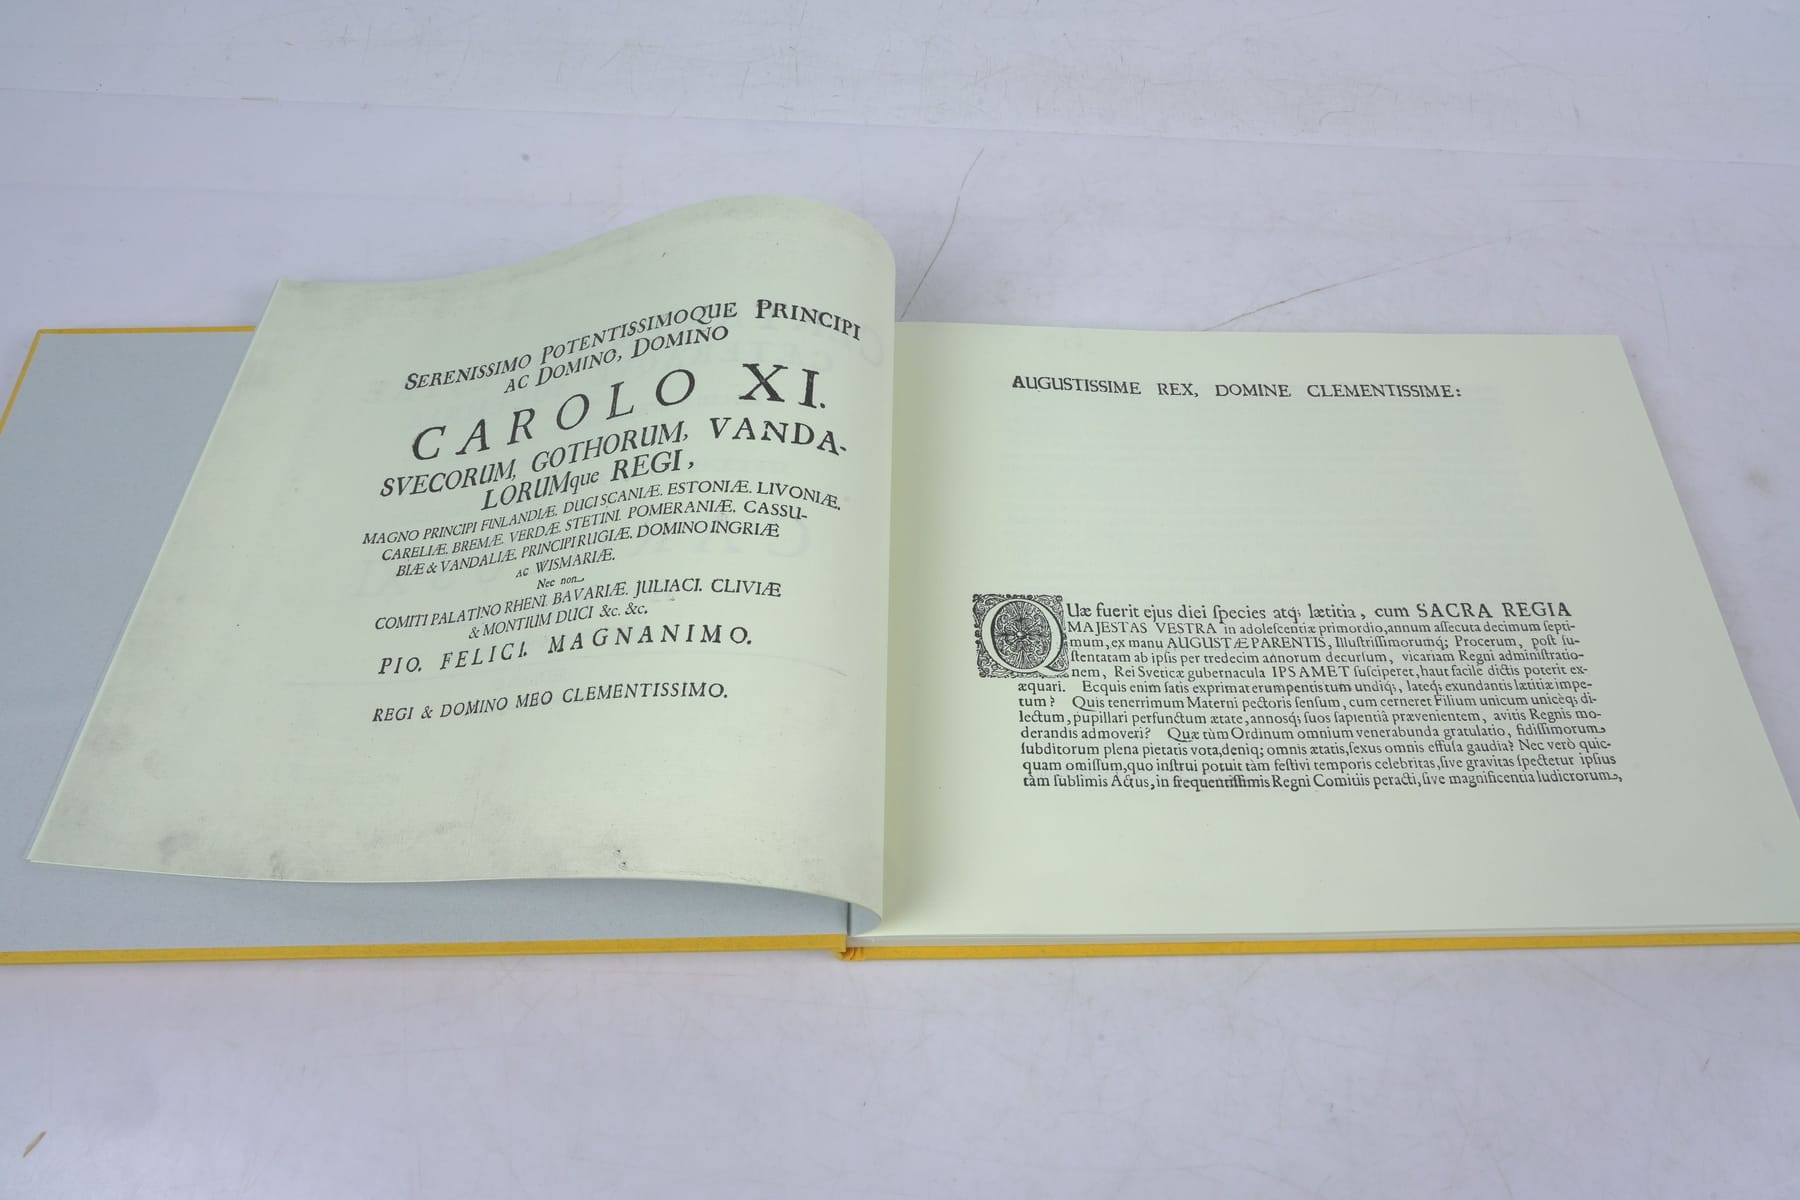 SERENISSIMO POTENTISSIMOQUE PRINCIPI
AC DOMINO, DOMINO
CAROLO XI.
SVECORUM, GOTHORUM, VANDA-
LORUMque REGI,
MAGNO PRINCIPI FINLANDIÆ. DUCI SCANIÆ. ESTONIÆ. LIVONIÆ.
CARELIÆ. BREMÆ. VERDÆ. STETINI. POMERANIÆ. CASSU-
BIÆ & VANDALIÆ. PRINCIPI RUGIÆ. DOMINO INGRIÆ
AC WISMARIÆ.
Nec non
COMITI PALATINO RHENI. BAVARIÆ. JULIACI. CLIVIÆ
& MONTIUM DUCI &c. &c.
PIO. FELICI. MAGNANIMO.
REGI & DOMINO MEO CLEMENTISSIMO.
AUGUSTISSIME REX, DOMINE CLEMENTISSIME:
QUæ fuerit ejus diei ſpecies atq; lætitia, cum SACRA REGIA
MAJESTAS VESTRA in adoleſcentiæ primordio, annum aſſecuta decimum ſepti-
mum, ex manu AUGUSTÆ PARENTIS, Illuſtriſſimorumq; Procerum, poſt ſu-
ſtentatam ab ipſis per tredecim annorum decurſum, vicariam Regni adminiſtratio-
nem, Rei Sveticæ gubernacula IPSAMET ſuſciperet, haut facile dictis poterit ex-
æquari. Ecquis enim ſatis exprimat erumpentis tum undiq;, lateq; exundantis lætitiæ impe-
tum? Quis tenerrimum Materni pectoris ſenſum, cum cerneret Filium unicum unicèq; di-
lectum, pupillari perfunctum ætate, annosq; ſuos ſapientiâ prævenientem, avitis Regnis mo-
derandis admoveri? Quæ tùm Ordinum omnium venerabunda gratulatio, fidiſſimorum
ſubditorum plena pietatis vota, deniq; omnis ætatis, ſexus omnis effuſa gaudia? Nec verò quic-
quam omiſſum, quo inſtrui potuit tàm feſtivi temporis celebritas, ſive gravitas ſpectetur ipſius
tàm ſublimis Actus, in frequentiſſimis Regni Comitiis peracti, ſive magnificentia ludicrorum,